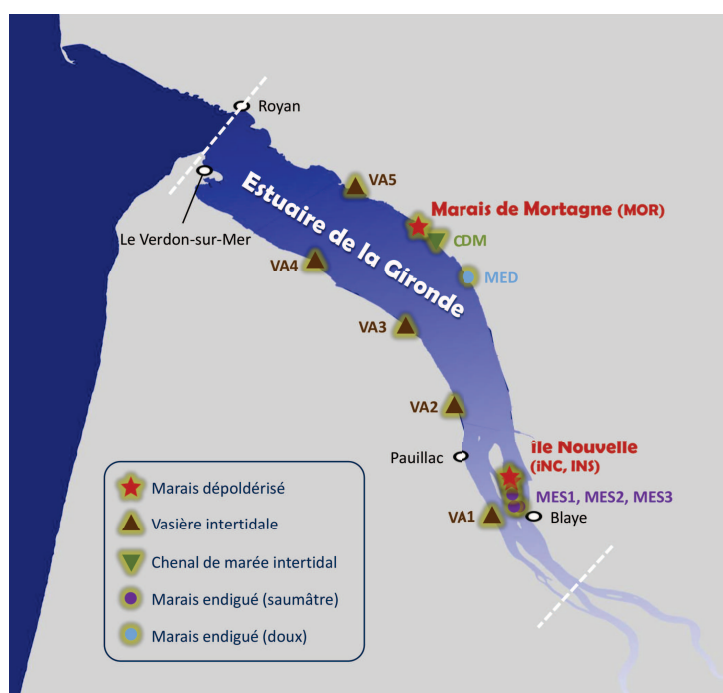 Royan
VA5
Marais de Mortagne (MOR)
CDM
Le Verdon-sur-Mer
Estuaire de la Gironde
VA4
MED
VA3
VA2
Pauillac
île Nouvelle
(iNC, INS)
MES1, MES2, MES3
VA1
Blaye
Marais dépoldérisé
Vasière intertidale
Chenal de marée intertidal
Marais endigué (saumâtre)
Marais endigué (doux)